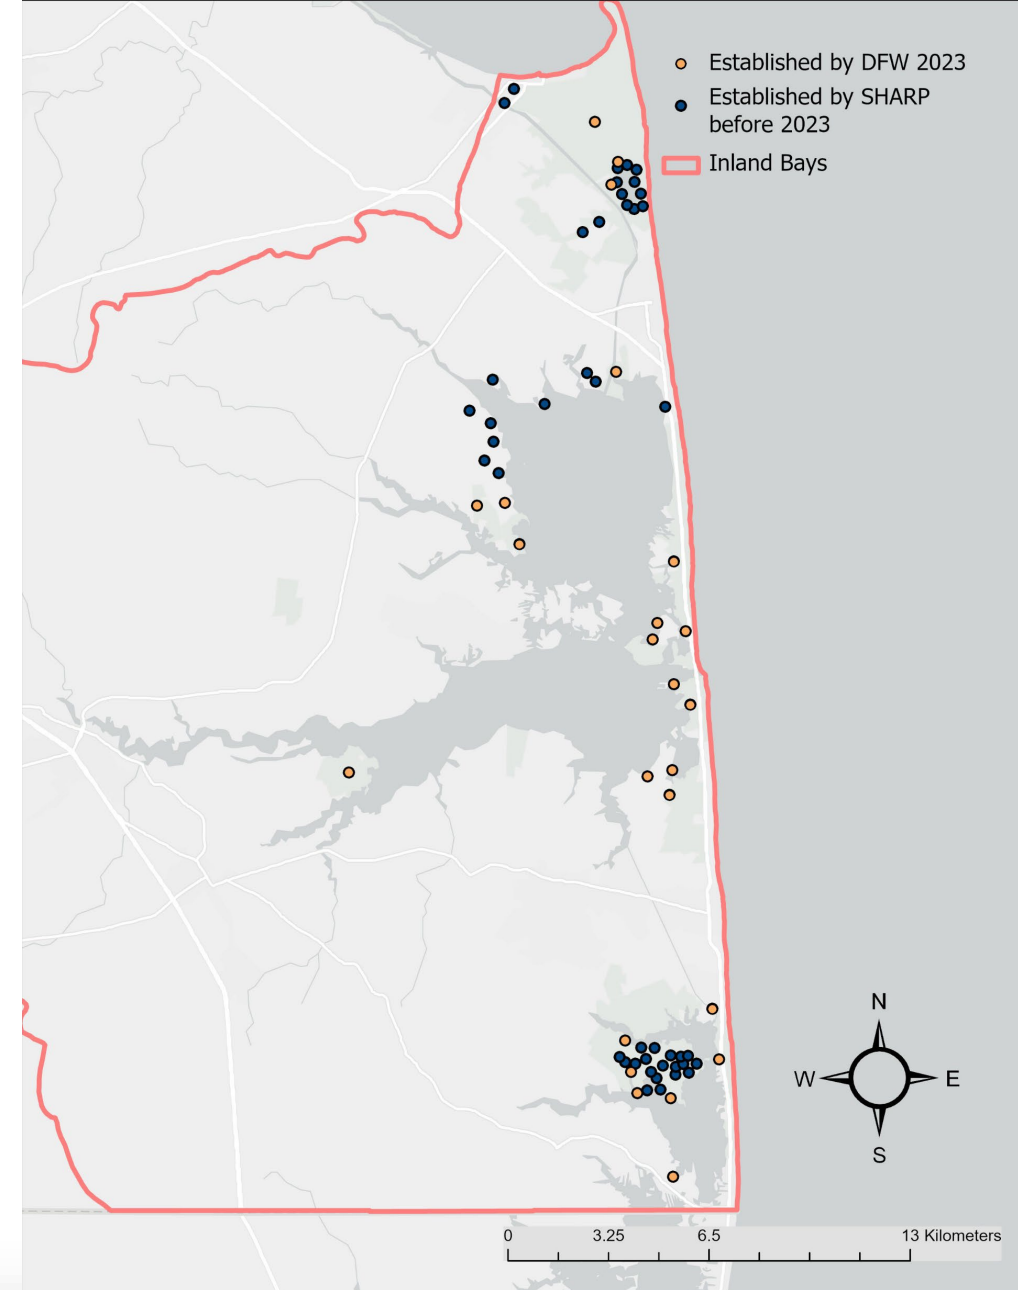 Established by DFW 2023
Established by SHARP
before 2023
Inland Bays
N
W
E
S
0 3.25 6.5 13 Kilometers